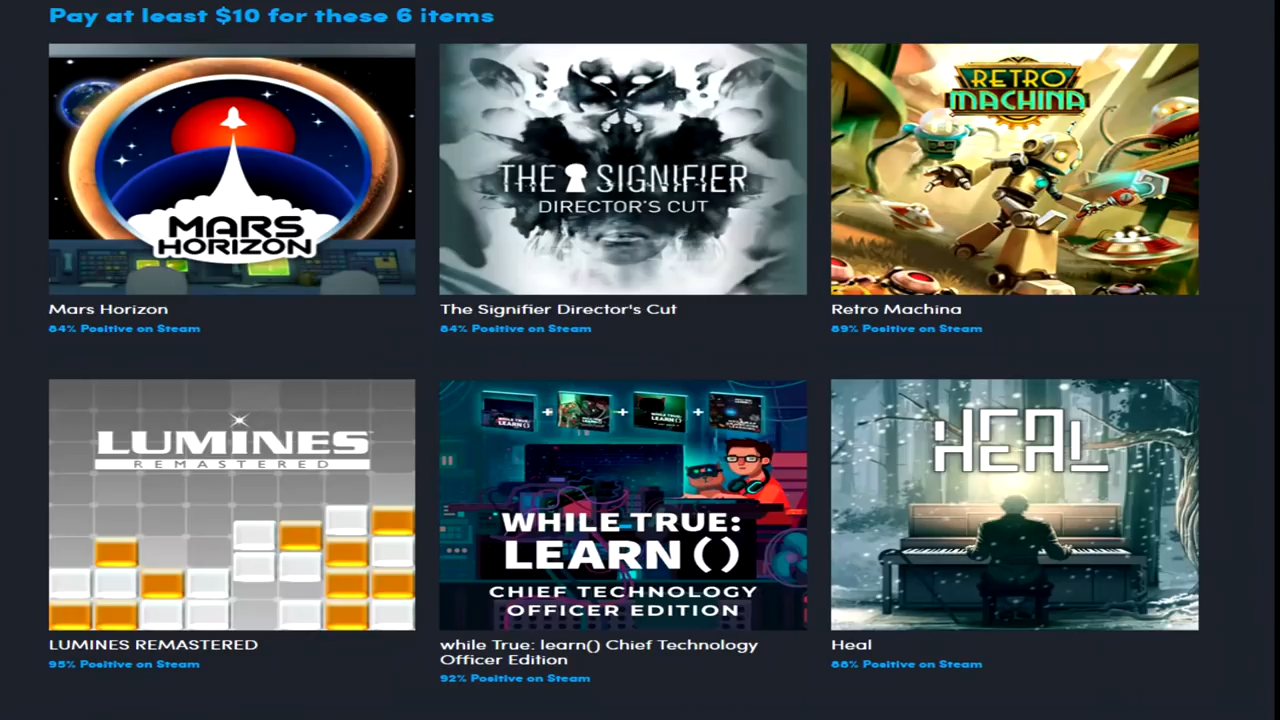 Pay at least $10 for these 6 items
MARS
HORIZON
THE SIGNIFIER
DIRECTOR'S CUT
RETRO
MACHINA
Mars Horizon
84% Positive on Steam
The Signifier Director's Cut
84% Positive on Steam
Retro Machina
89% Positive on Steam
LUMINES
REMASTERED
WHILE TRUE:
LEARN()
CHIEF TECHNOLOGY
OFFICER EDITION
HEAL
LUMINES REMASTERED
95% Positive on Steam
while True: learn() Chief Technology
Officer Edition
92% Positive on Steam
Heal
88% Positive on Steam